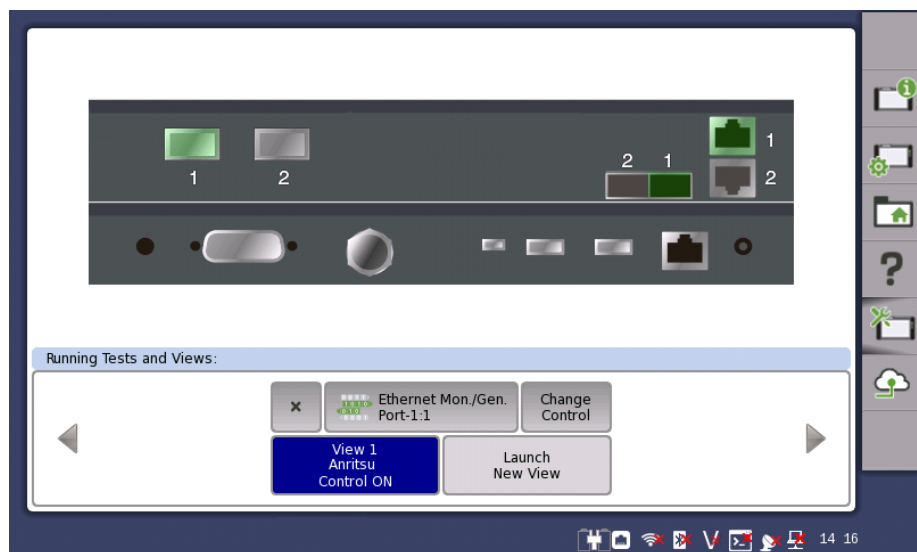 1
2
2 1
1
2
Running Tests and Views:
×
Ethernet Mon./Gen.
Port-1:1
Change
Control
View 1
Anritsu
Control ON
Launch
New View
14 16